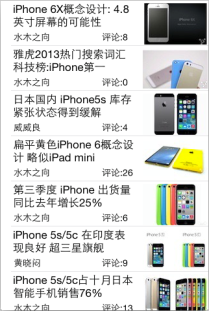 iPhone 6X概念设计: 4.8
英寸屏幕的可能性
水木之向 评论:8
雅虎2013热门搜索词汇
科技榜:iPhone第一
水木之向 评论:3
日本国内 iPhone5s 库存
紧张状态得到缓解
威威良 评论:4
扁平黄色iPhone 6概念设
计 略似iPad mini
水木之向 评论:26
第三季度 iPhone 出货量
同比去年增长25%
水木之向 评论:6
iPhone 5s/5c 在印度表
现良好 超三星旗舰
黄晓闷 评论:9
iPhone 5s/5c占十月日本
智能手机销售76%
水木之向 评论:13